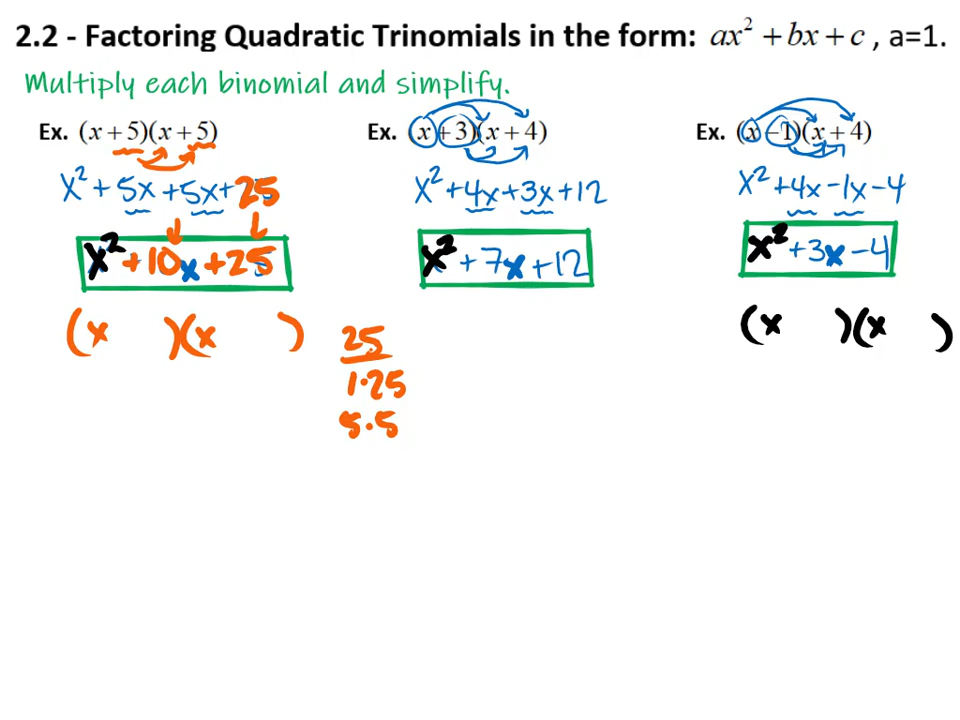 2.2 - Factoring Quadratic Trinomials in the form: ax² + bx + c , a=1.
Multiply each binomial and simplify.
Ex. (x + 5)(x + 5)
x² + 5x + 5x + 25
x² + 10x + 25
(x )(x )
25
1·25
5·5
Ex. (x + 3)(x + 4)
x² + 4x + 3x + 12
x² + 7x + 12
Ex. (x − 1)(x + 4)
x² + 4x − 1x − 4
x² + 3x − 4
(x )(x )